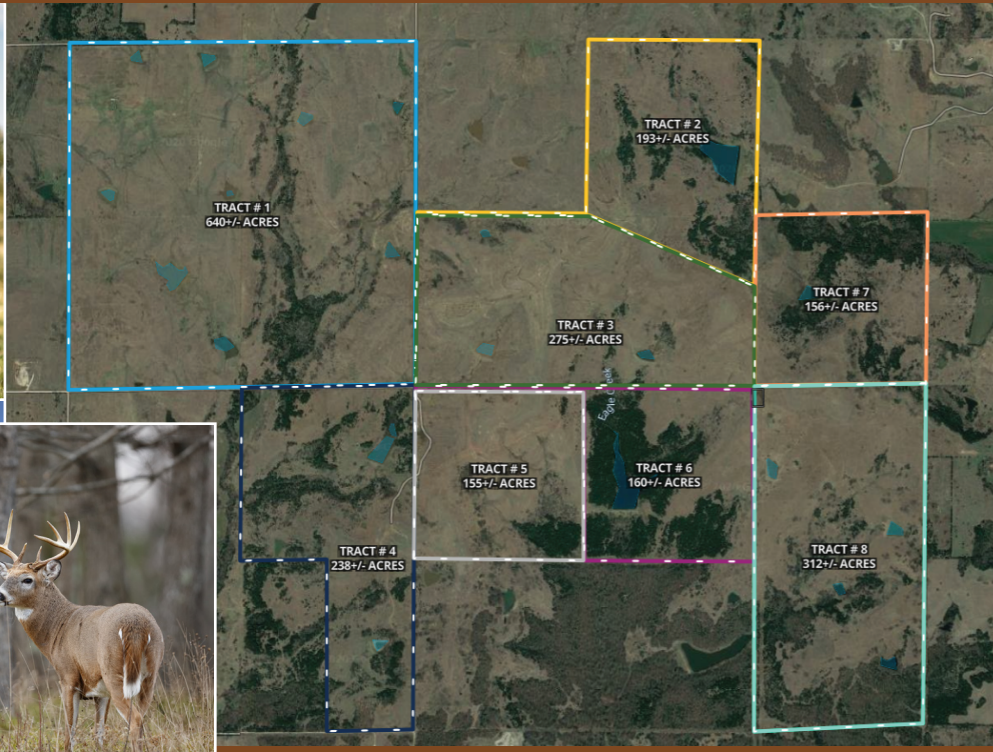 TRACT # 1
640+/- ACRES
TRACT # 2
193+/- ACRES
TRACT # 3
275+/- ACRES
TRACT # 7
156+/- ACRES
Eagle Creek
TRACT # 4
238+/- ACRES
TRACT # 5
155+/- ACRES
TRACT # 6
160+/- ACRES
TRACT # 8
312+/- ACRES